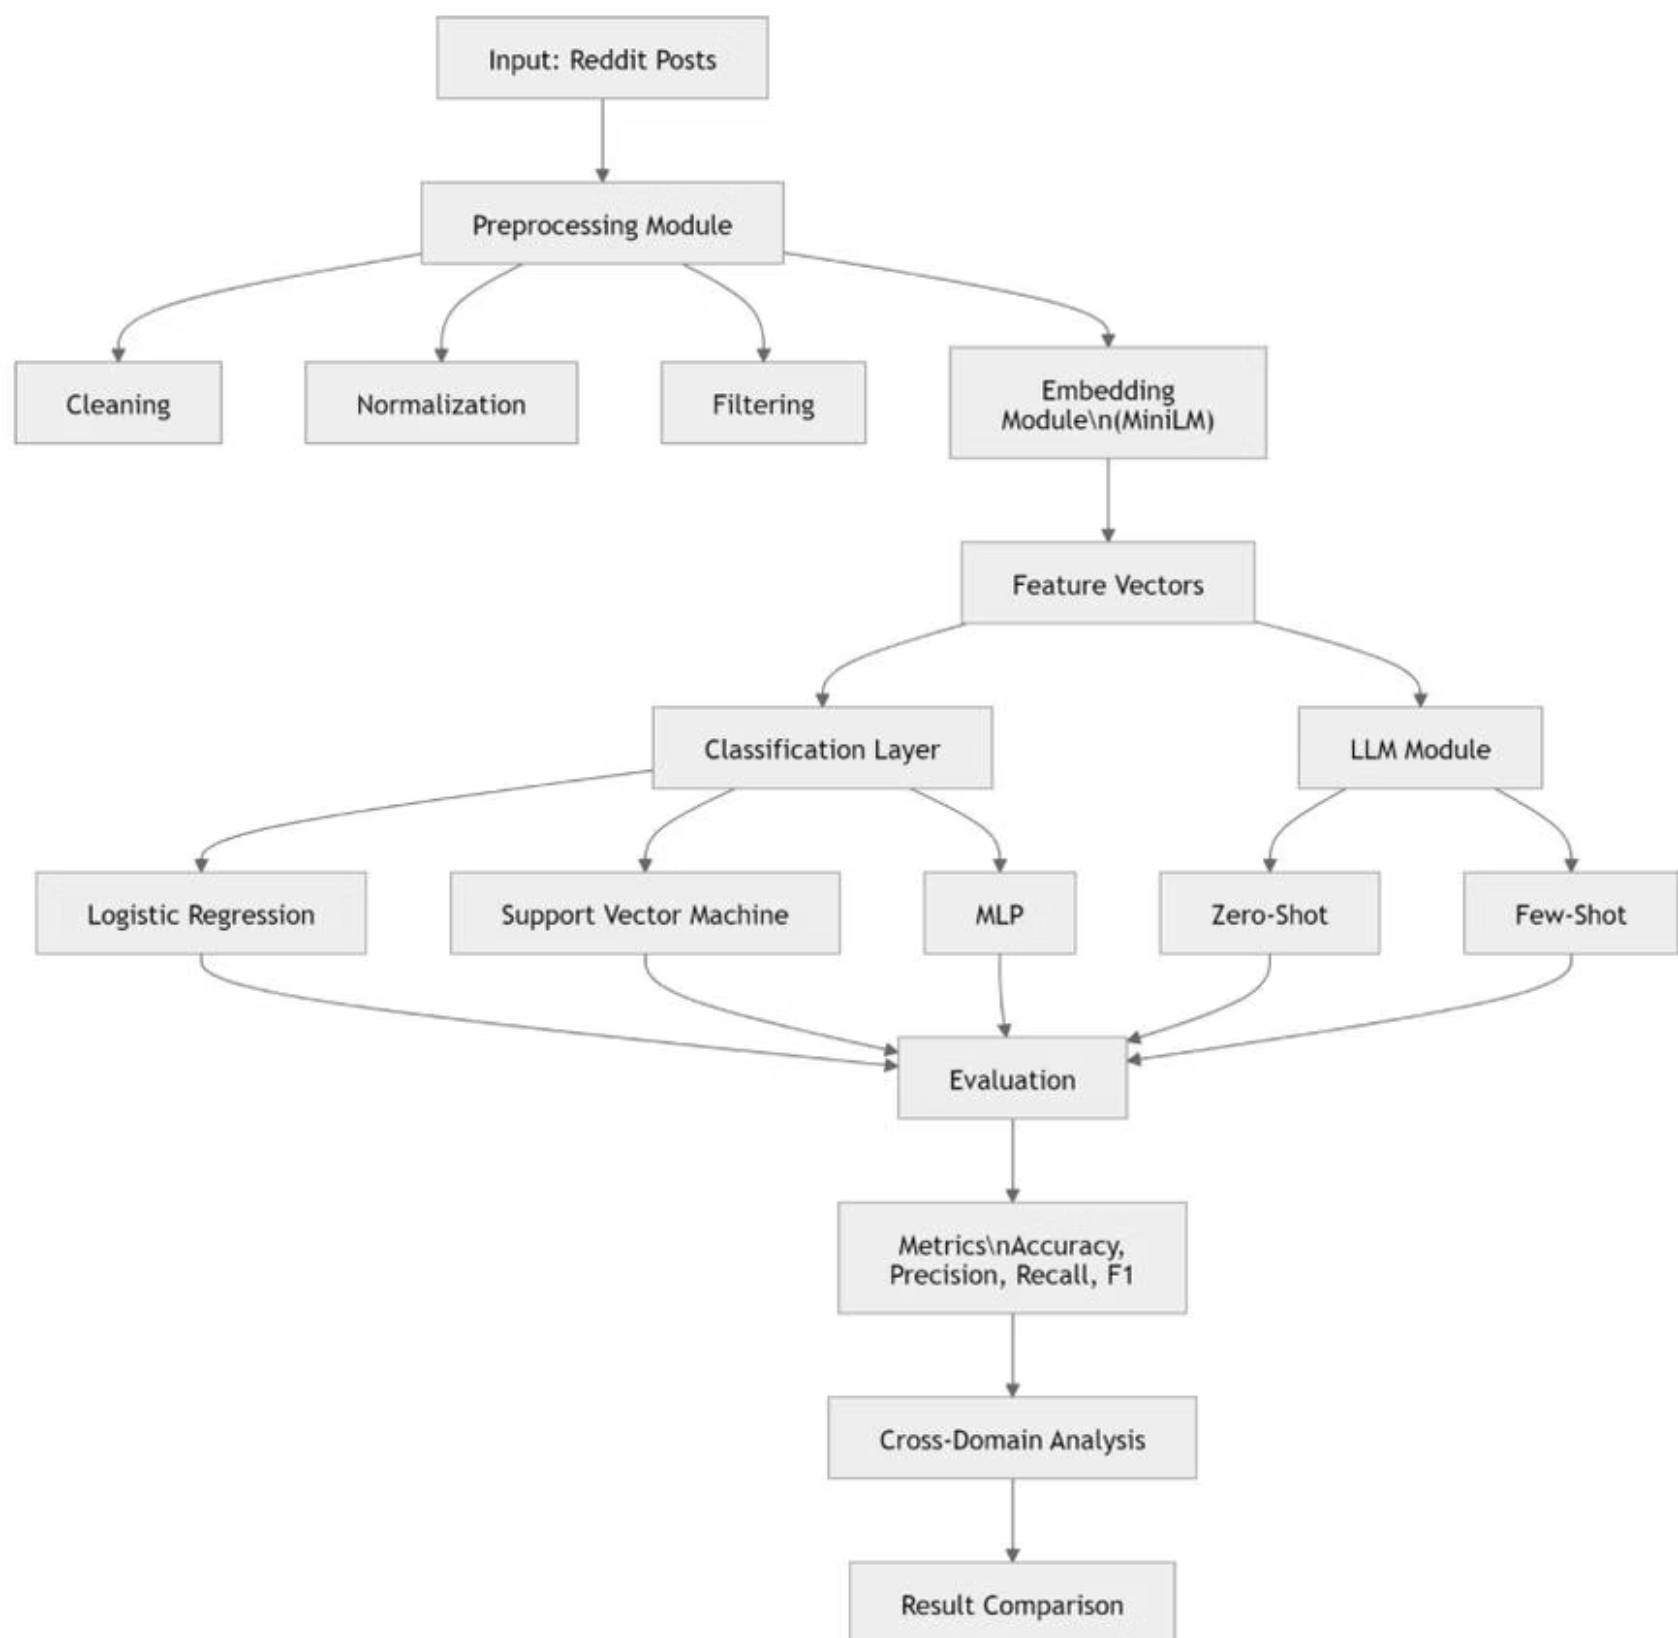 Input: Reddit Posts
Preprocessing Module
Cleaning
Normalization
Filtering
Embedding
Module\n(MiniLM)
Feature Vectors
Classification Layer
LLM Module
Logistic Regression
Support Vector Machine
MLP
Zero-Shot
Few-Shot
Evaluation
Metrics\nAccuracy,
Precision, Recall, F1
Cross-Domain Analysis
Result Comparison